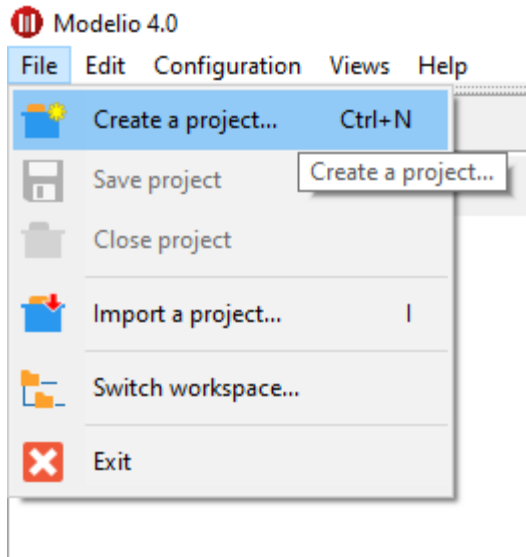 Modelio 4.0
File Edit Configuration Views Help
Create a project... Ctrl+N
Save project
Create a project...
Close project
Import a project... I
Switch workspace...
Exit